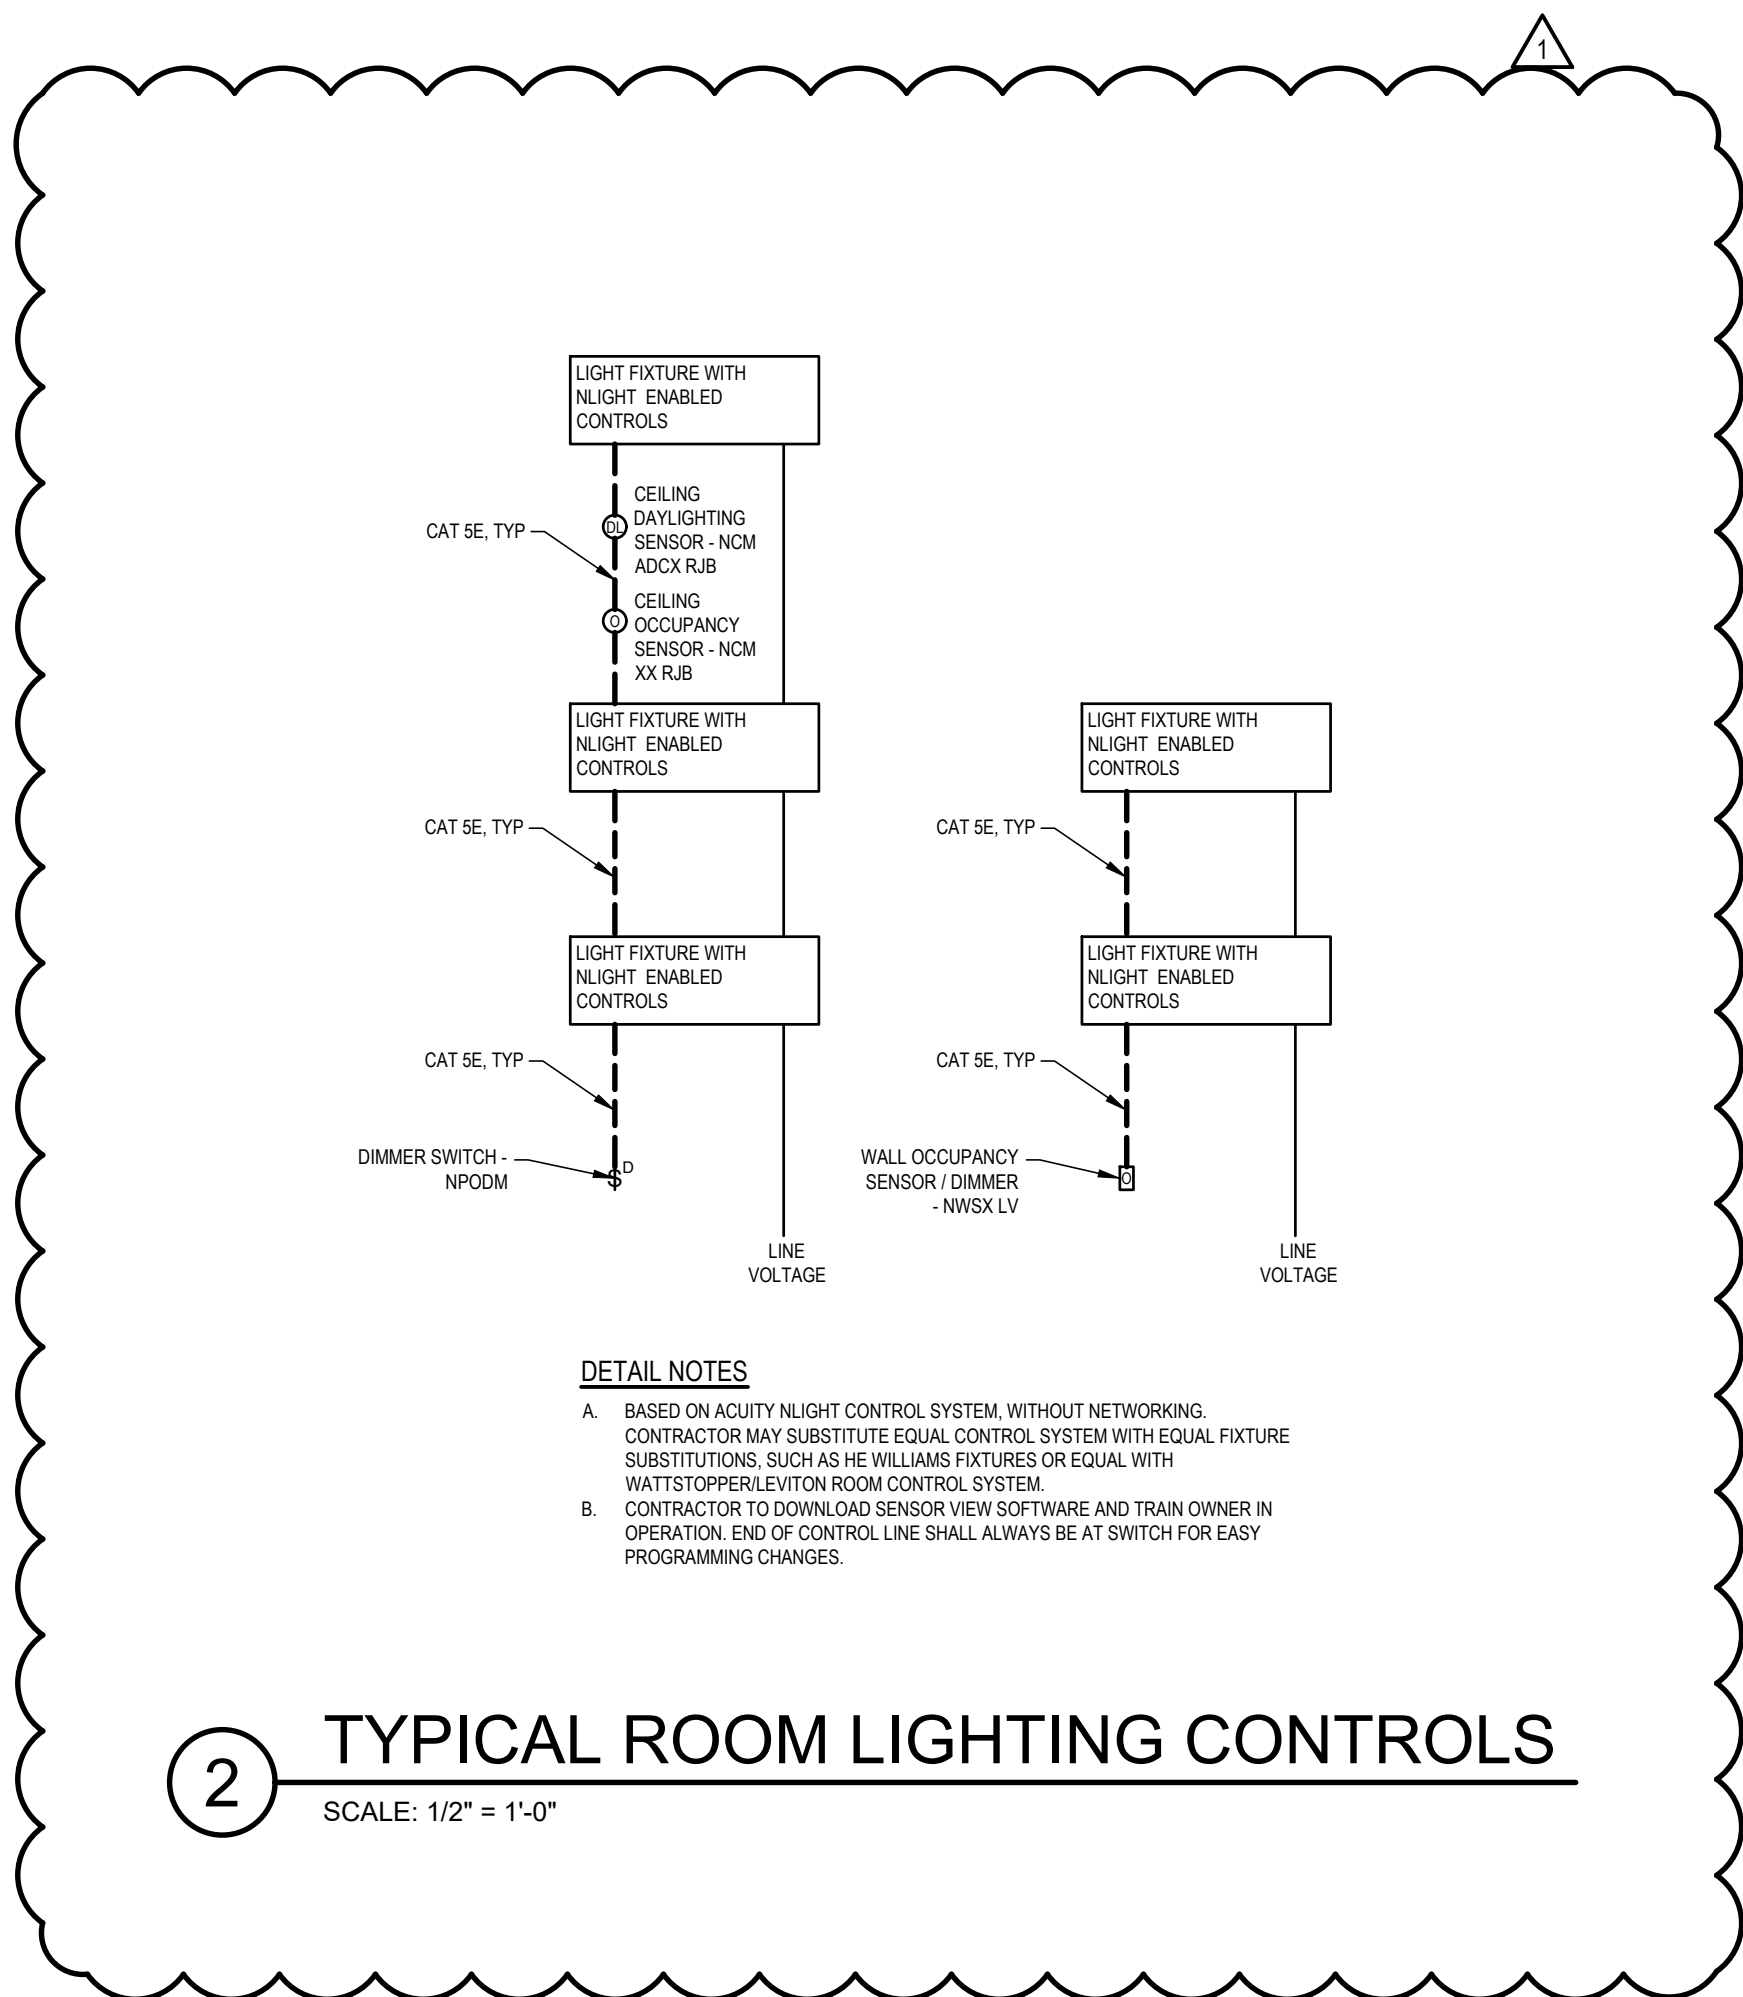 1
LIGHT FIXTURE WITH
NLIGHT ENABLED
CONTROLS
CEILING
DAYLIGHTING
SENSOR - NCM
ADCX RJB
CAT 5E, TYP
DL
CEILING
OCCUPANCY
SENSOR - NCM
XX RJB
O
LIGHT FIXTURE WITH
NLIGHT ENABLED
CONTROLS
CAT 5E, TYP
LIGHT FIXTURE WITH
NLIGHT ENABLED
CONTROLS
CAT 5E, TYP
DIMMER SWITCH -
NPODM
$ D
LINE
VOLTAGE
LIGHT FIXTURE WITH
NLIGHT ENABLED
CONTROLS
CAT 5E, TYP
LIGHT FIXTURE WITH
NLIGHT ENABLED
CONTROLS
CAT 5E, TYP
WALL OCCUPANCY
SENSOR / DIMMER
- NWSX LV
O
LINE
VOLTAGE
DETAIL NOTES
A. BASED ON ACUITY NLIGHT CONTROL SYSTEM, WITHOUT NETWORKING.
CONTRACTOR MAY SUBSTITUTE EQUAL CONTROL SYSTEM WITH EQUAL FIXTURE
SUBSTITUTIONS, SUCH AS HE WILLIAMS FIXTURES OR EQUAL WITH
WATTSTOPPER/LEVITON ROOM CONTROL SYSTEM.
B. CONTRACTOR TO DOWNLOAD SENSOR VIEW SOFTWARE AND TRAIN OWNER IN
OPERATION. END OF CONTROL LINE SHALL ALWAYS BE AT SWITCH FOR EASY
PROGRAMMING CHANGES.
2
TYPICAL ROOM LIGHTING CONTROLS
SCALE: 1/2" = 1'-0"